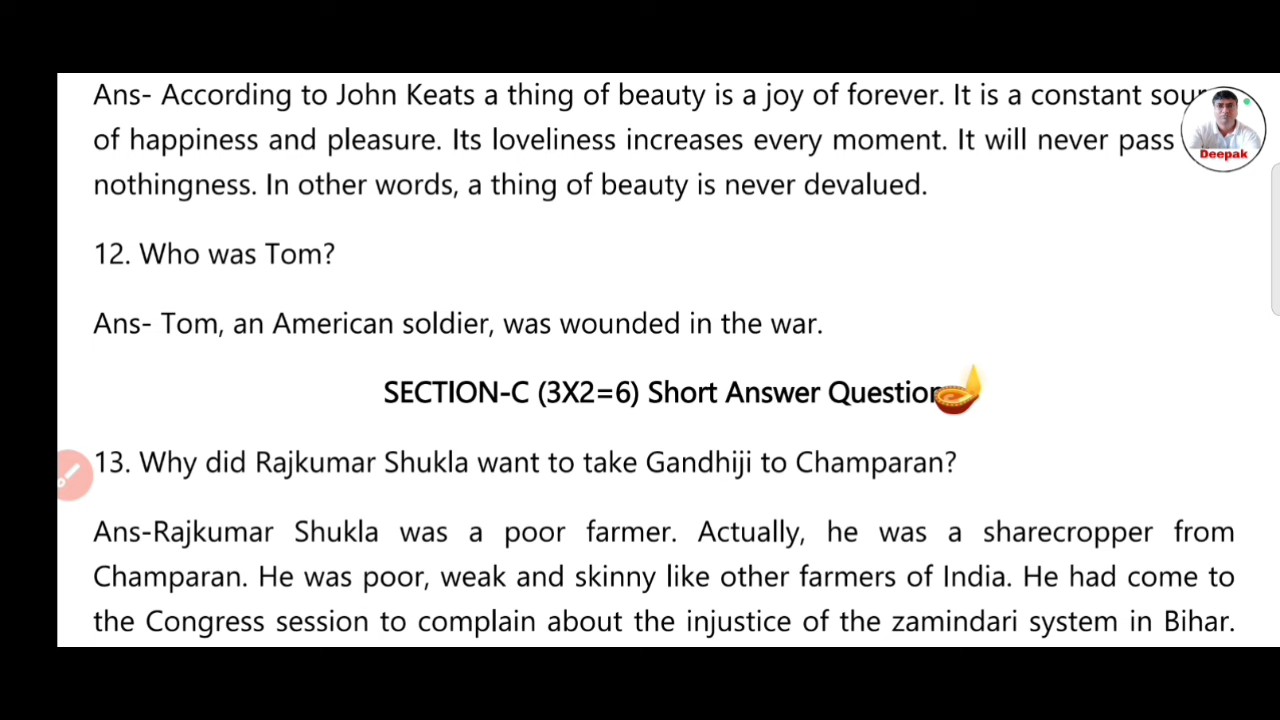 Ans- According to John Keats a thing of beauty is a joy of forever. It is a constant
of happiness and pleasure. Its loveliness increases every moment. It will never pass
Deepak
nothingness. In other words, a thing of beauty is never devalued.
12. Who was Tom?
Ans- Tom, an American soldier, was wounded in the war.
SECTION-C (3X2=6) Short Answer Question
13. Why did Rajkumar Shukla want to take Gandhiji to Champaran?
Ans-Rajkumar Shukla was a poor farmer. Actually, he was a sharecropper from
Champaran. He was poor, weak and skinny like other farmers of India. He had come to
the Congress session to complain about the injustice of the zamindari system in Bihar.